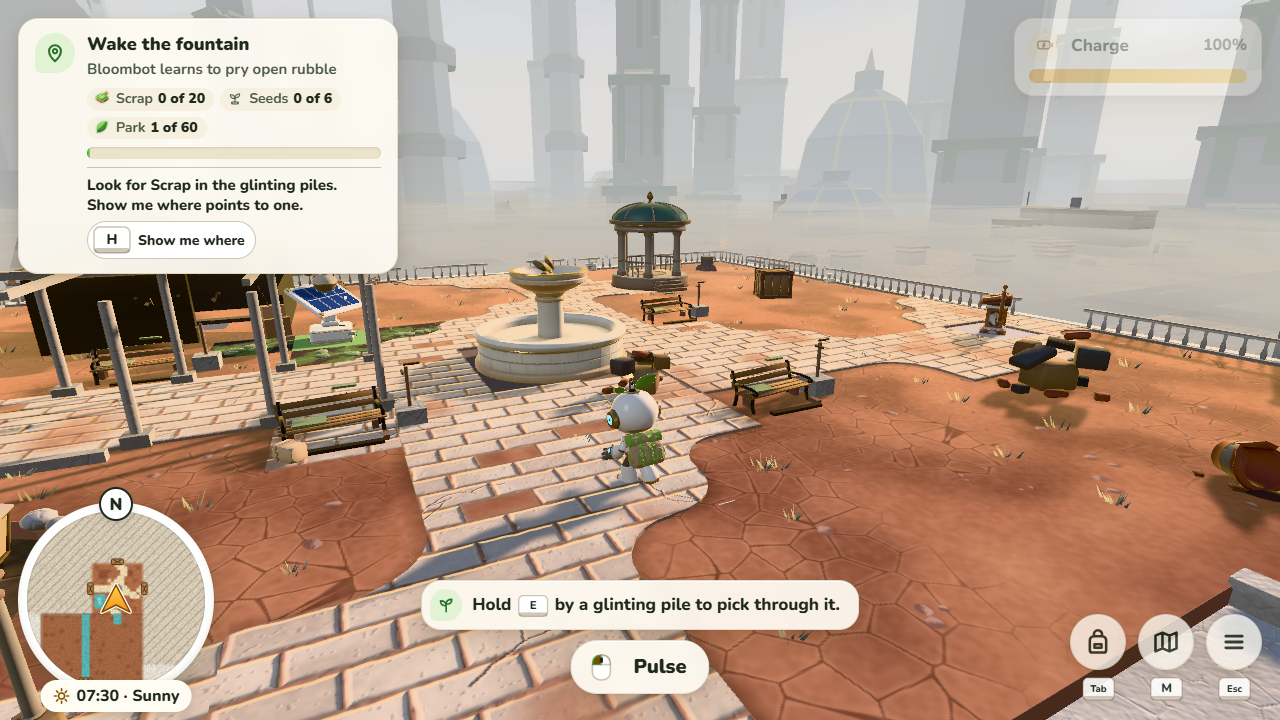 Wake the fountain
Bloombot learns to pry open rubble
Scrap 0 of 20 Seeds 0 of 6
Park 1 of 60
Look for Scrap in the glinting piles.
Show me where points to one.
H Show me where
Charge 100%
N
07:30 · Sunny
Hold E by a glinting pile to pick through it.
Pulse
Tab M Esc